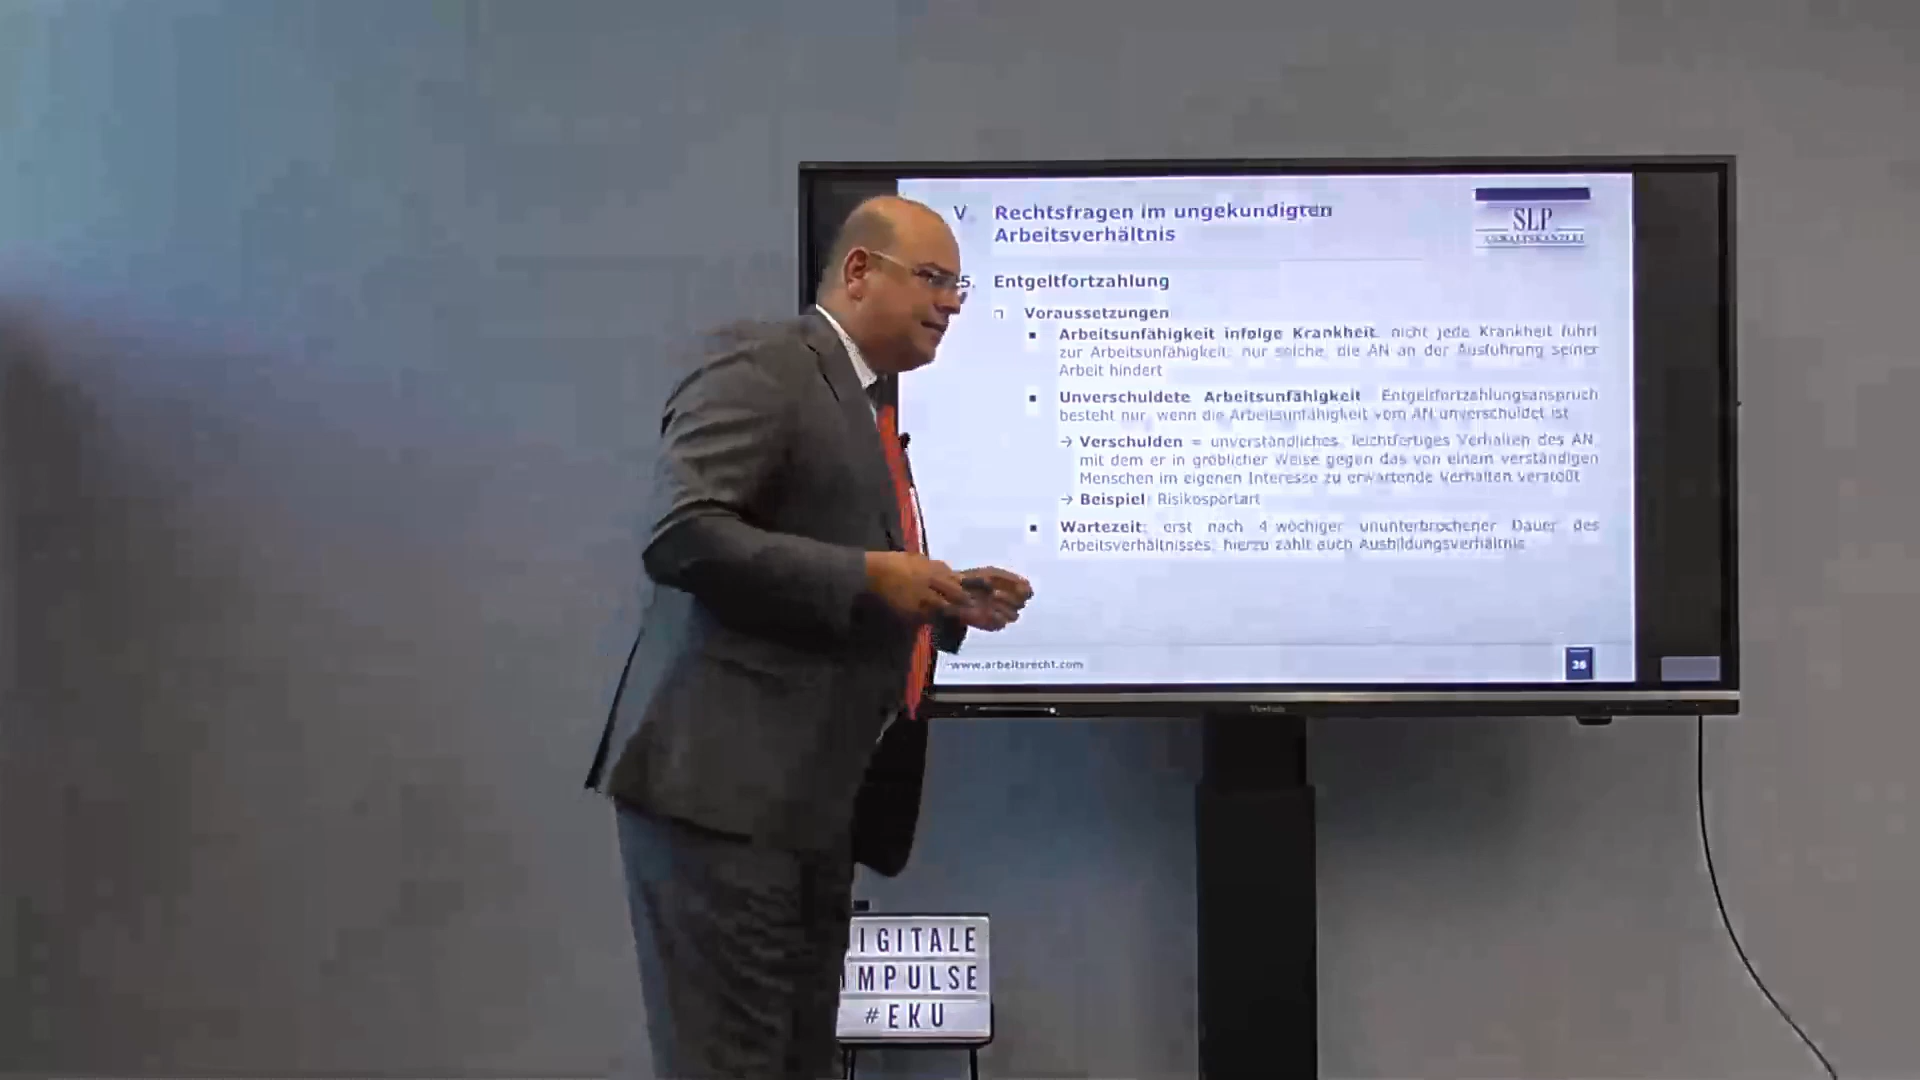 V. Rechtsfragen im ungekündigten
Arbeitsverhältnis
SLP
ANWALTSKANZLEI
5. Entgeltfortzahlung
Voraussetzungen
Arbeitsunfähigkeit infolge Krankheit: nicht jede Krankheit führt
zur Arbeitsunfähigkeit; nur solche, die AN an der Ausführung seiner
Arbeit hindert
Unverschuldete Arbeitsunfähigkeit: Entgeltfortzahlungsanspruch
besteht nur, wenn die Arbeitsunfähigkeit vom AN unverschuldet ist
→ Verschulden = unverständliches, leichtfertiges Verhalten des AN,
mit dem er in gröblicher Weise gegen das von einem verständigen
Menschen im eigenen Interesse zu erwartende Verhalten verstößt
→ Beispiel: Risikosportart
Wartezeit: erst nach 4-wöchiger ununterbrochener Dauer des
Arbeitsverhältnisses; hierzu zählt auch Ausbildungsverhältnis
www.arbeitsrecht.com
36
ViewSonic
IGITALE
MPULSE
#EKU